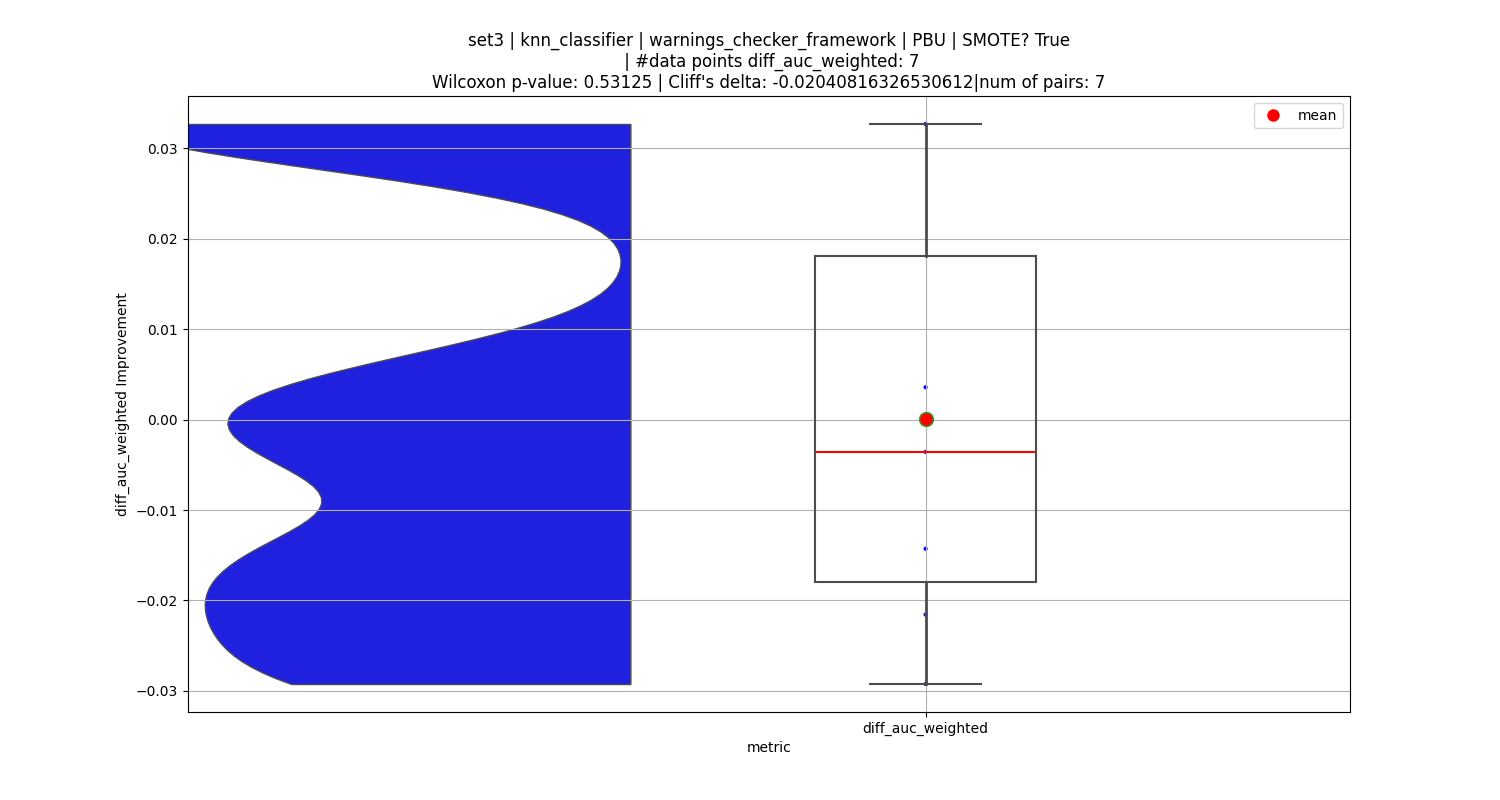 set3 | knn_classifier | warnings_checker_framework | PBU | SMOTE? True
| #data points diff_auc_weighted: 7
Wilcoxon p-value: 0.53125 | Cliff's delta: -0.02040816326530612|num of pairs: 7
mean
0.03
0.02
0.01
0.00
−0.01
−0.02
−0.03
diff_auc_weighted Improvement
diff_auc_weighted
metric